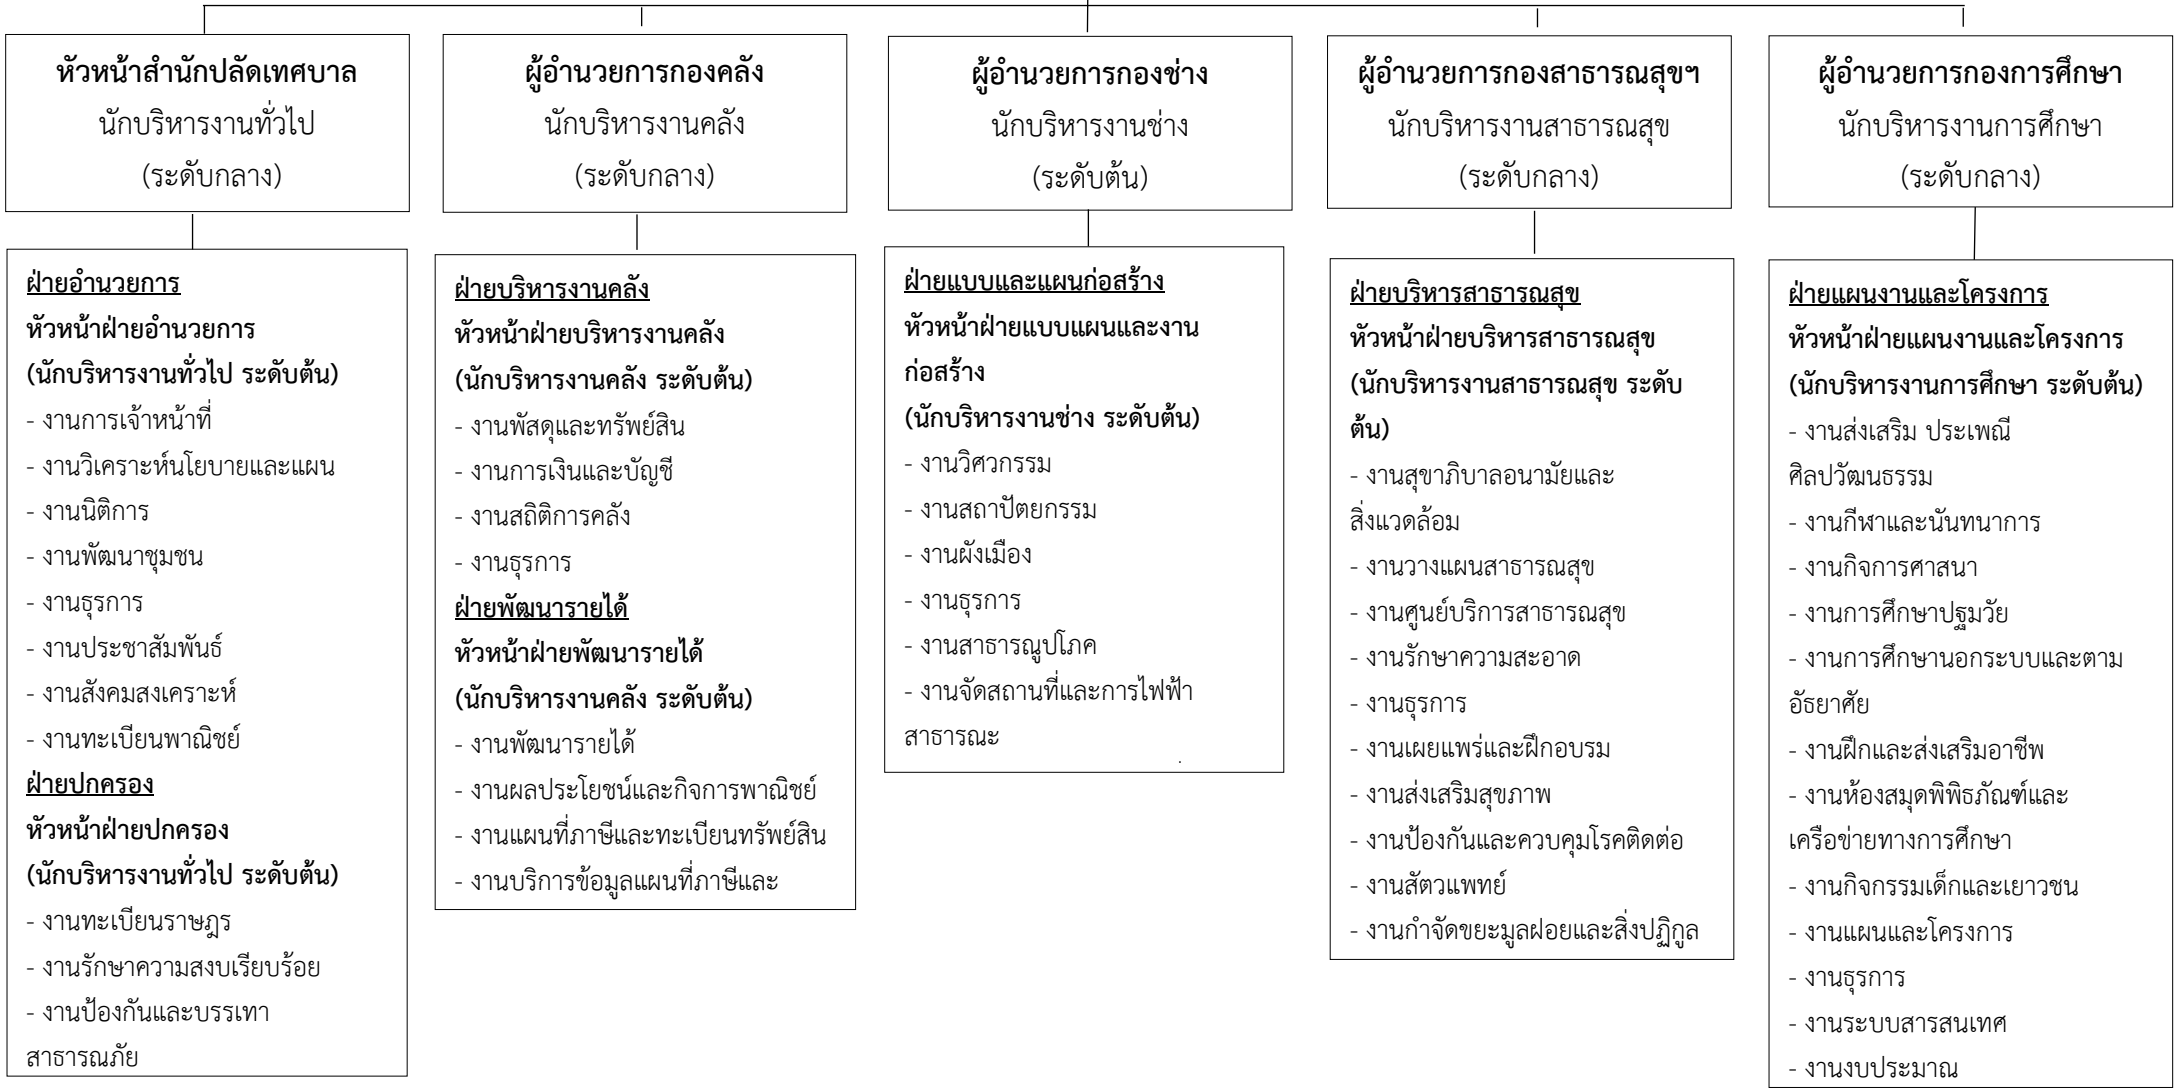 หัวหน้าสำนักปลัดเทศบาล
นักบริหารงานทั่วไป
(ระดับกลาง)
ผู้อำนวยการกองคลัง
นักบริหารงานคลัง
(ระดับกลาง)
ผู้อำนวยการกองช่าง
นักบริหารงานช่าง
(ระดับต้น)
ผู้อำนวยการกองสาธารณสุขฯ
นักบริหารงานสาธารณสุข
(ระดับกลาง)
ผู้อำนวยการกองการศึกษา
นักบริหารงานการศึกษา
(ระดับกลาง)
ฝ่ายอำนวยการ
หัวหน้าฝ่ายอำนวยการ
(นักบริหารงานทั่วไป ระดับต้น)
- งานการเจ้าหน้าที่
- งานวิเคราะห์นโยบายและแผน
- งานนิติการ
- งานพัฒนาชุมชน
- งานธุรการ
- งานประชาสัมพันธ์
- งานสังคมสงเคราะห์
- งานทะเบียนพาณิชย์
ฝ่ายปกครอง
หัวหน้าฝ่ายปกครอง
(นักบริหารงานทั่วไป ระดับต้น)
- งานทะเบียนราษฎร
- งานรักษาความสงบเรียบร้อย
- งานป้องกันและบรรเทา
สาธารณภัย
ฝ่ายบริหารงานคลัง
หัวหน้าฝ่ายบริหารงานคลัง
(นักบริหารงานคลัง ระดับต้น)
- งานพัสดุและทรัพย์สิน
- งานการเงินและบัญชี
- งานสถิติการคลัง
- งานธุรการ
ฝ่ายพัฒนารายได้
หัวหน้าฝ่ายพัฒนารายได้
(นักบริหารงานคลัง ระดับต้น)
- งานพัฒนารายได้
- งานผลประโยชน์และกิจการพาณิชย์
- งานแผนที่ภาษีและทะเบียนทรัพย์สิน
- งานบริการข้อมูลแผนที่ภาษีและ
ฝ่ายแบบและแผนก่อสร้าง
หัวหน้าฝ่ายแบบแผนและงาน
ก่อสร้าง
(นักบริหารงานช่าง ระดับต้น)
- งานวิศวกรรม
- งานสถาปัตยกรรม
- งานผังเมือง
- งานธุรการ
- งานสาธารณูปโภค
- งานจัดสถานที่และการไฟฟ้า
สาธารณะ
ฝ่ายบริหารสาธารณสุข
หัวหน้าฝ่ายบริหารสาธารณสุข
(นักบริหารงานสาธารณสุข ระดับ
ต้น)
- งานสุขาภิบาลอนามัยและ
สิ่งแวดล้อม
- งานวางแผนสาธารณสุข
- งานศูนย์บริการสาธารณสุข
- งานรักษาความสะอาด
- งานธุรการ
- งานเผยแพร่และฝึกอบรม
- งานส่งเสริมสุขภาพ
- งานป้องกันและควบคุมโรคติดต่อ
- งานสัตวแพทย์
- งานกำจัดขยะมูลฝอยและสิ่งปฏิกูล
ฝ่ายแผนงานและโครงการ
หัวหน้าฝ่ายแผนงานและโครงการ
(นักบริหารงานการศึกษา ระดับต้น)
- งานส่งเสริม ประเพณี
ศิลปวัฒนธรรม
- งานกีฬาและนันทนาการ
- งานกิจการศาสนา
- งานการศึกษาปฐมวัย
- งานการศึกษานอกระบบและตาม
อัธยาศัย
- งานฝึกและส่งเสริมอาชีพ
- งานห้องสมุดพิพิธภัณฑ์และ
เครือข่ายทางการศึกษา
- งานกิจกรรมเด็กและเยาวชน
- งานแผนและโครงการ
- งานธุรการ
- งานระบบสารสนเทศ
- งานงบประมาณ